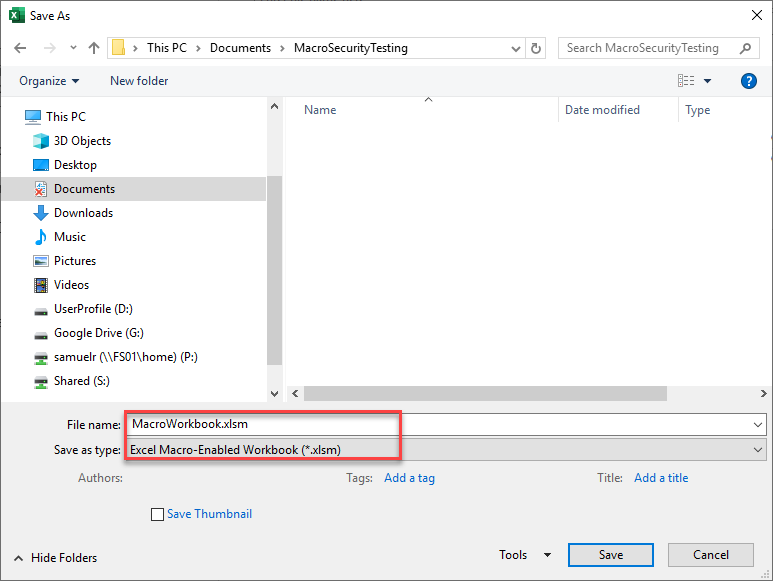 Save As
This PC > Documents > MacroSecurityTesting
Search MacroSecurityTesting
Organize
New folder
?
Name
Date modified
Type
This PC
3D Objects
Desktop
Documents
Downloads
Music
Pictures
Videos
UserProfile (D:)
Google Drive (G:)
samuelr (\\FS01\home) (P:)
Shared (S:)
File name: MacroWorkbook.xlsm
Save as type: Excel Macro-Enabled Workbook (*.xlsm)
Authors:
Tags: Add a tag
Title: Add a title
Save Thumbnail
Hide Folders
Tools
Save
Cancel